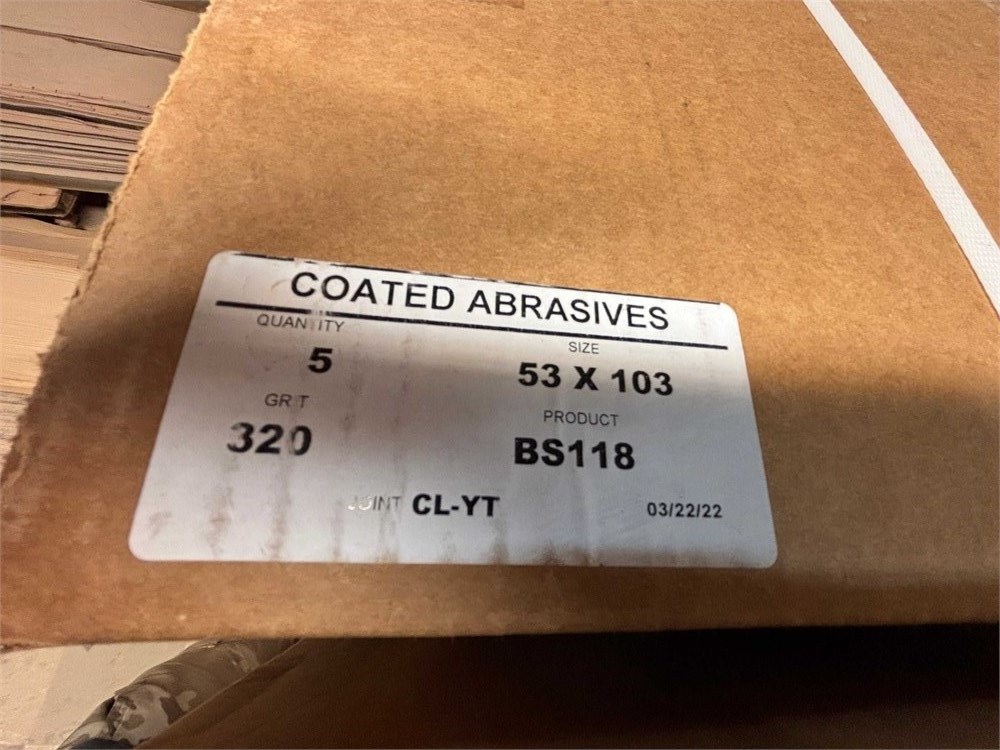 COATED ABRASIVES
QUANTITY
SIZE
5
53 X 103
GRIT
PRODUCT
320
BS118
JOINT CL-YT
03/22/22